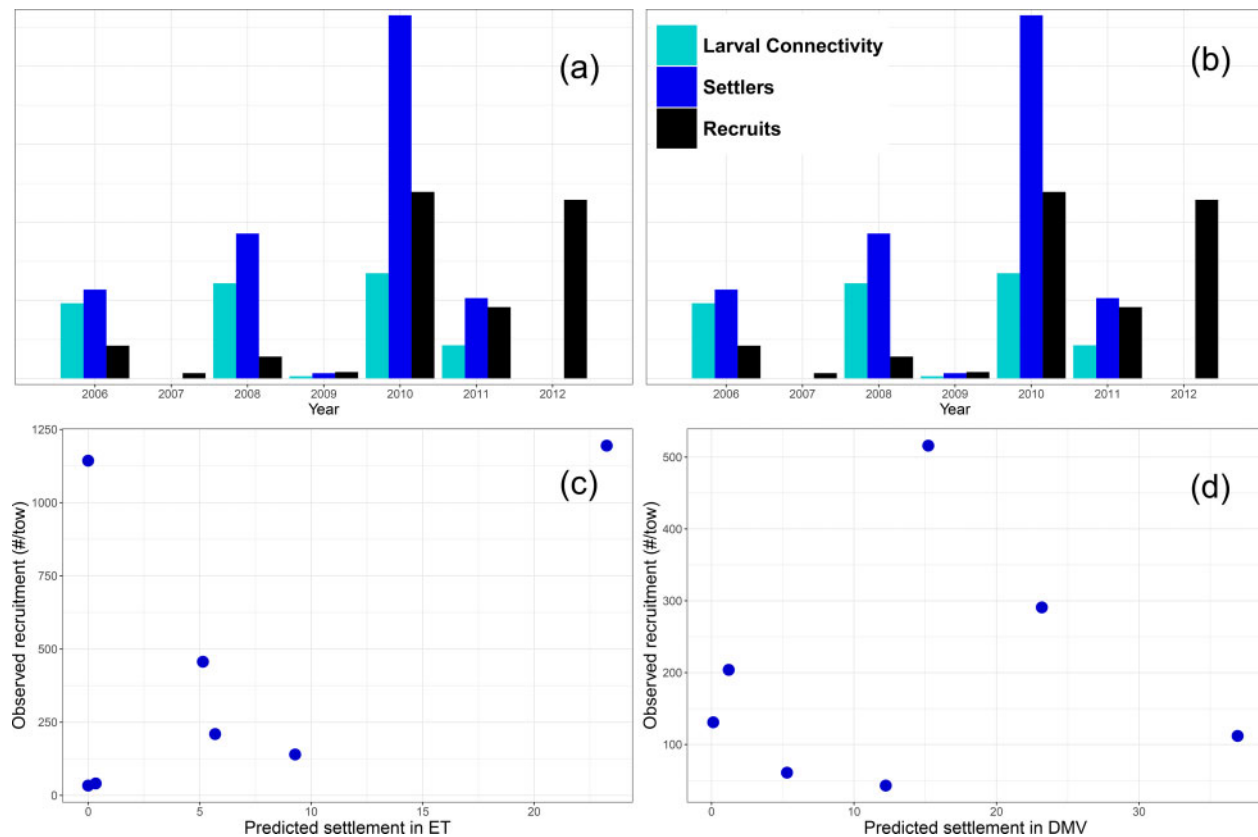 (a)
2006 2007 2008 2009 2010 2011 2012
Year
Larval Connectivity
Settlers
Recruits
(b)
2006 2007 2008 2009 2010 2011 2012
Year
Observed recruitment (#/tow)
1250
1000
750
500
250
0
(c)
0 5 10 15 20
Predicted settlement in ET
Observed recruitment (#/tow)
500
400
300
200
100
(d)
0 10 20 30
Predicted settlement in DMV